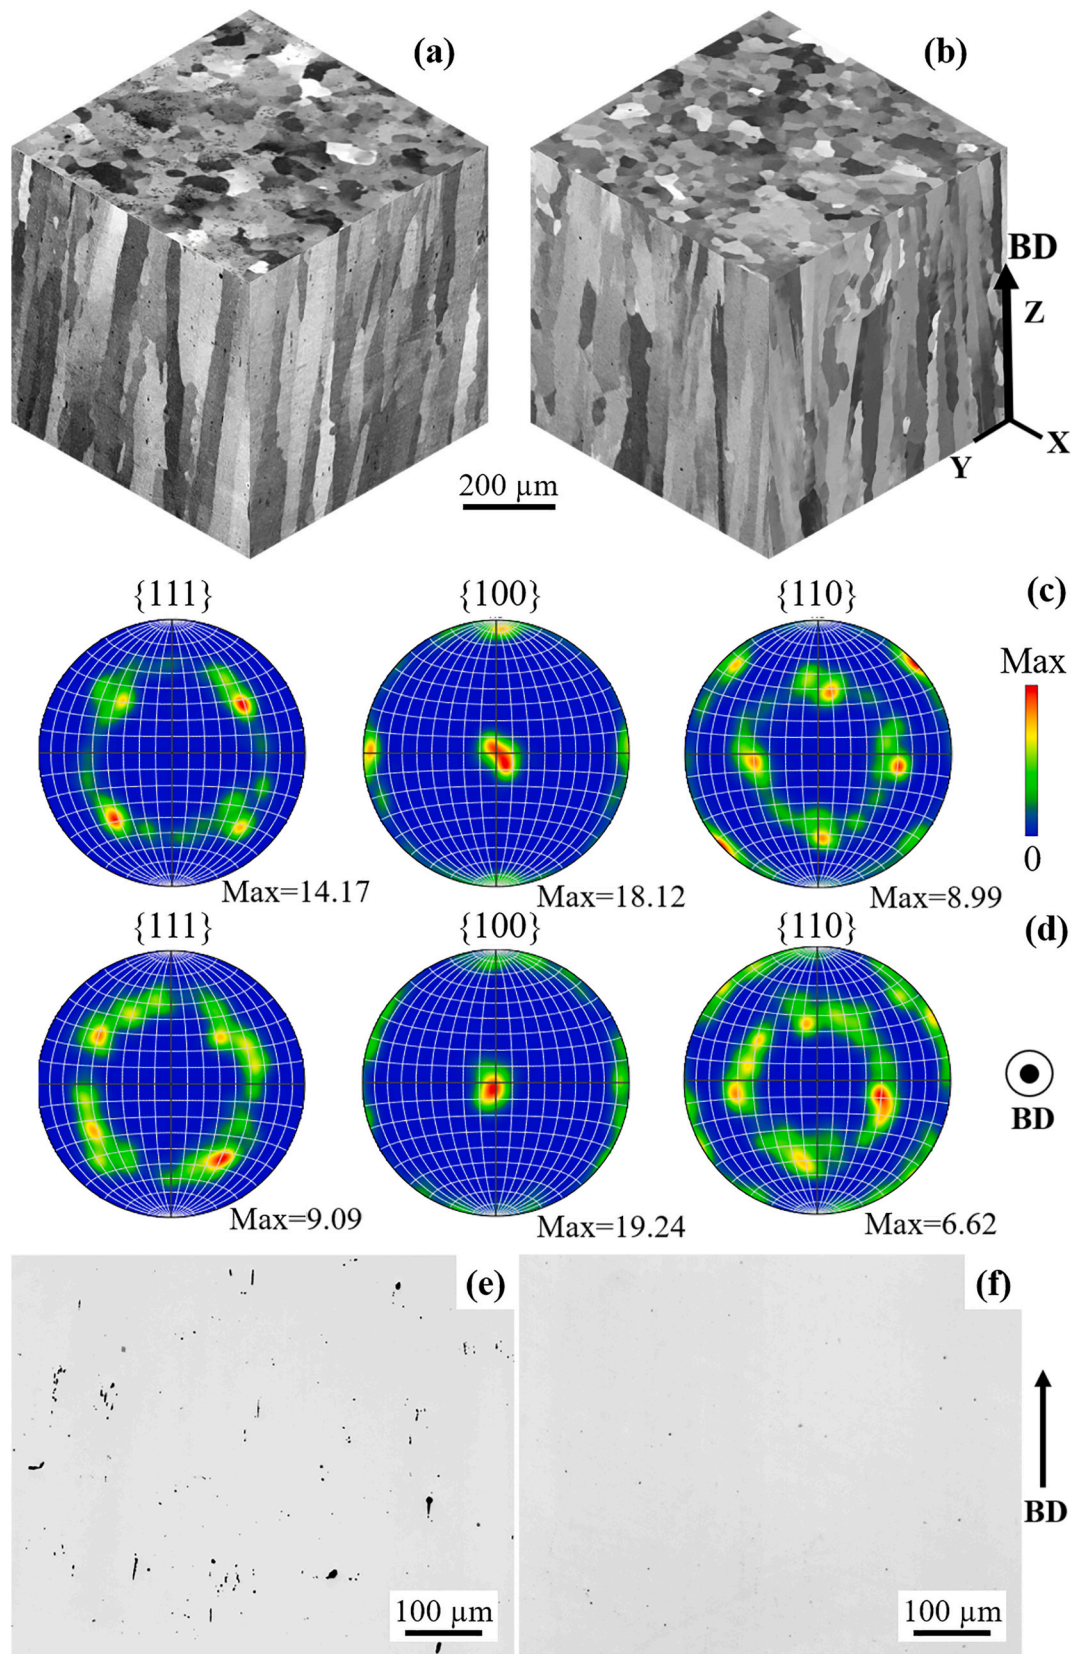 (a)
(b)
BD
Z
X
Y
200 µm
{111}
{100}
{110}
(c)
Max
0
Max=14.17
Max=18.12
Max=8.99
{111}
{100}
{110}
(d)
BD
Max=9.09
Max=19.24
Max=6.62
(e)
(f)
BD
100 µm
100 µm